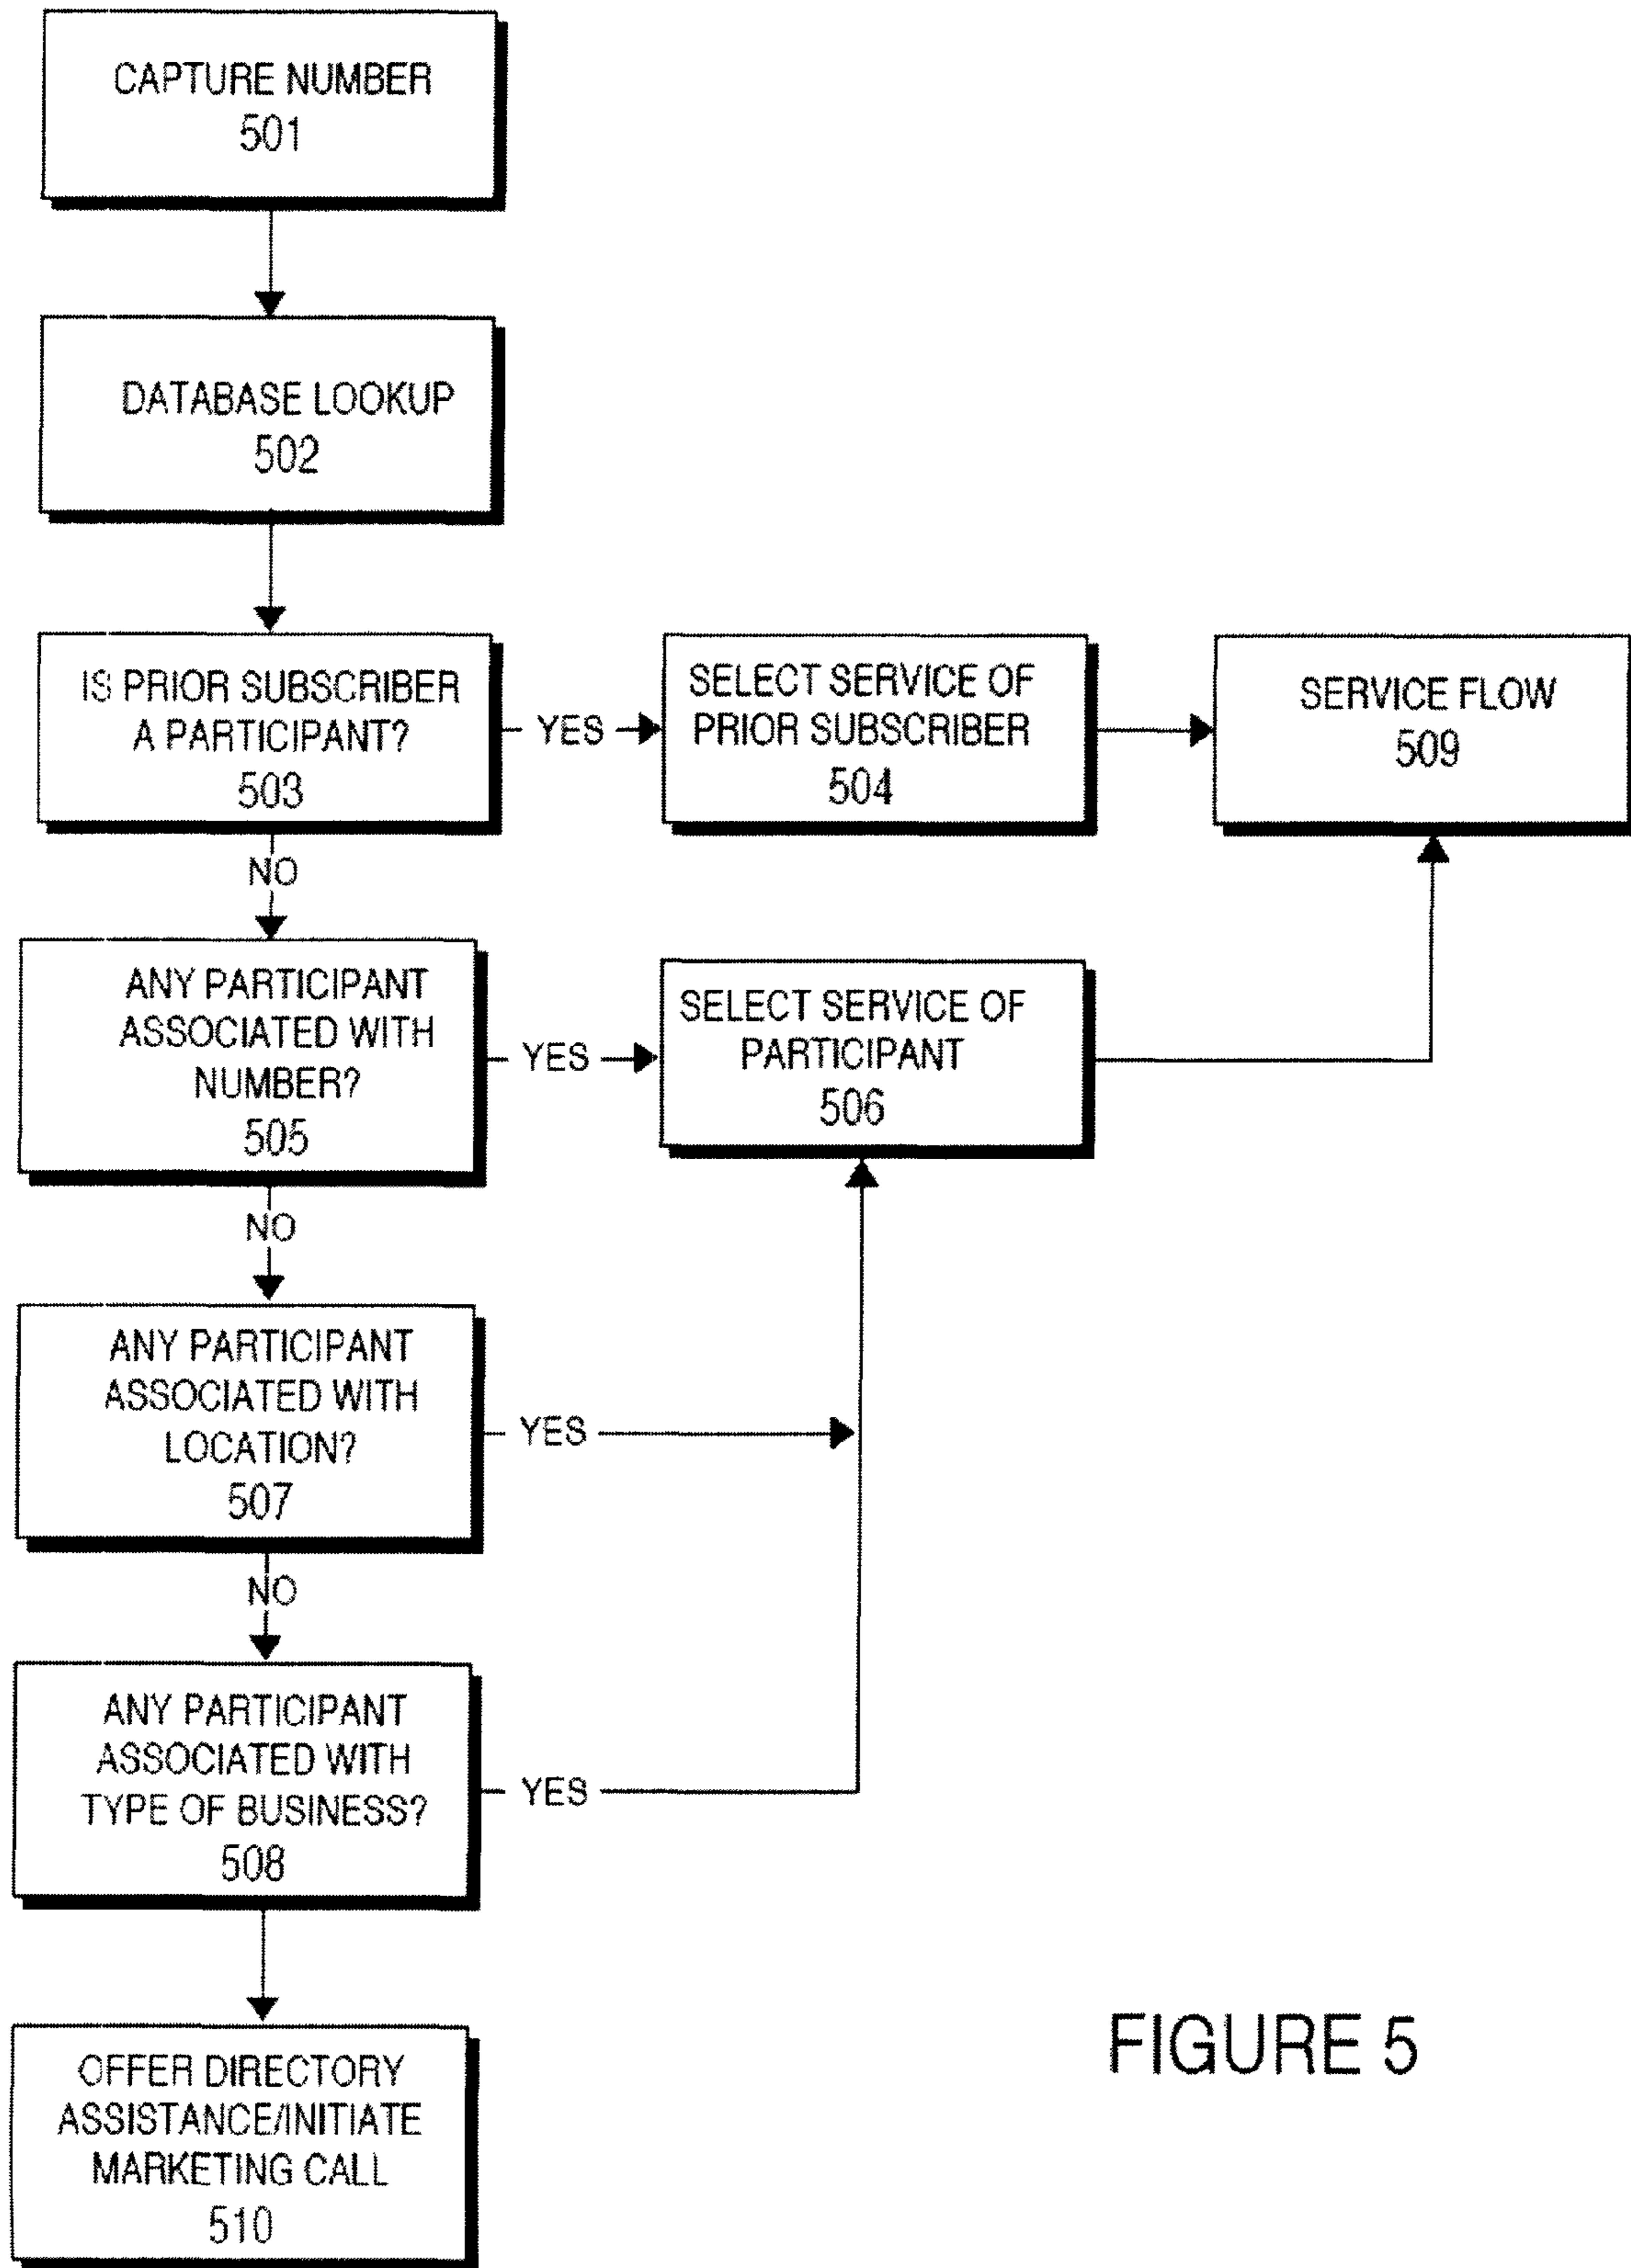 CAPTURE NUMBER
501
DATABASE LOOKUP
502
IS PRIOR SUBSCRIBER
A PARTICIPANT?
503
YES
SELECT SERVICE OF
PRIOR SUBSCRIBER
504
SERVICE FLOW
509
NO
ANY PARTICIPANT
ASSOCIATED WITH
NUMBER?
505
YES
SELECT SERVICE OF
PARTICIPANT
506
NO
ANY PARTICIPANT
ASSOCIATED WITH
LOCATION?
507
YES
NO
ANY PARTICIPANT
ASSOCIATED WITH
TYPE OF BUSINESS?
508
YES
OFFER DIRECTORY
ASSISTANCE/INITIATE
MARKETING CALL
510
FIGURE 5